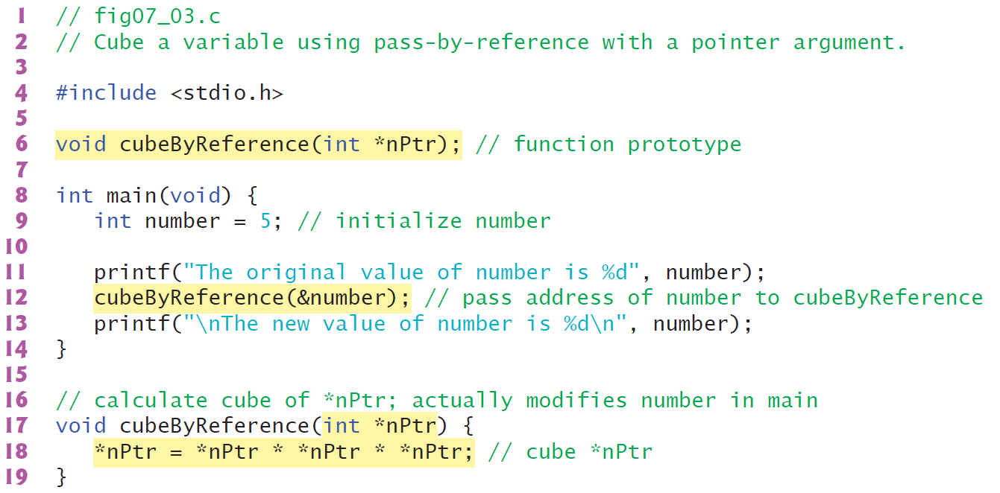 1 // fig07_03.c
2 // Cube a variable using pass-by-reference with a pointer argument.
3
4 #include <stdio.h>
5
6 void cubeByReference(int *nPtr); // function prototype
7
8 int main(void) {
9    int number = 5; // initialize number
10
11    printf("The original value of number is %d", number);
12    cubeByReference(&number); // pass address of number to cubeByReference
13    printf("\nThe new value of number is %d\n", number);
14 }
15
16 // calculate cube of *nPtr; actually modifies number in main
17 void cubeByReference(int *nPtr) {
18    *nPtr = *nPtr * *nPtr * *nPtr; // cube *nPtr
19 }